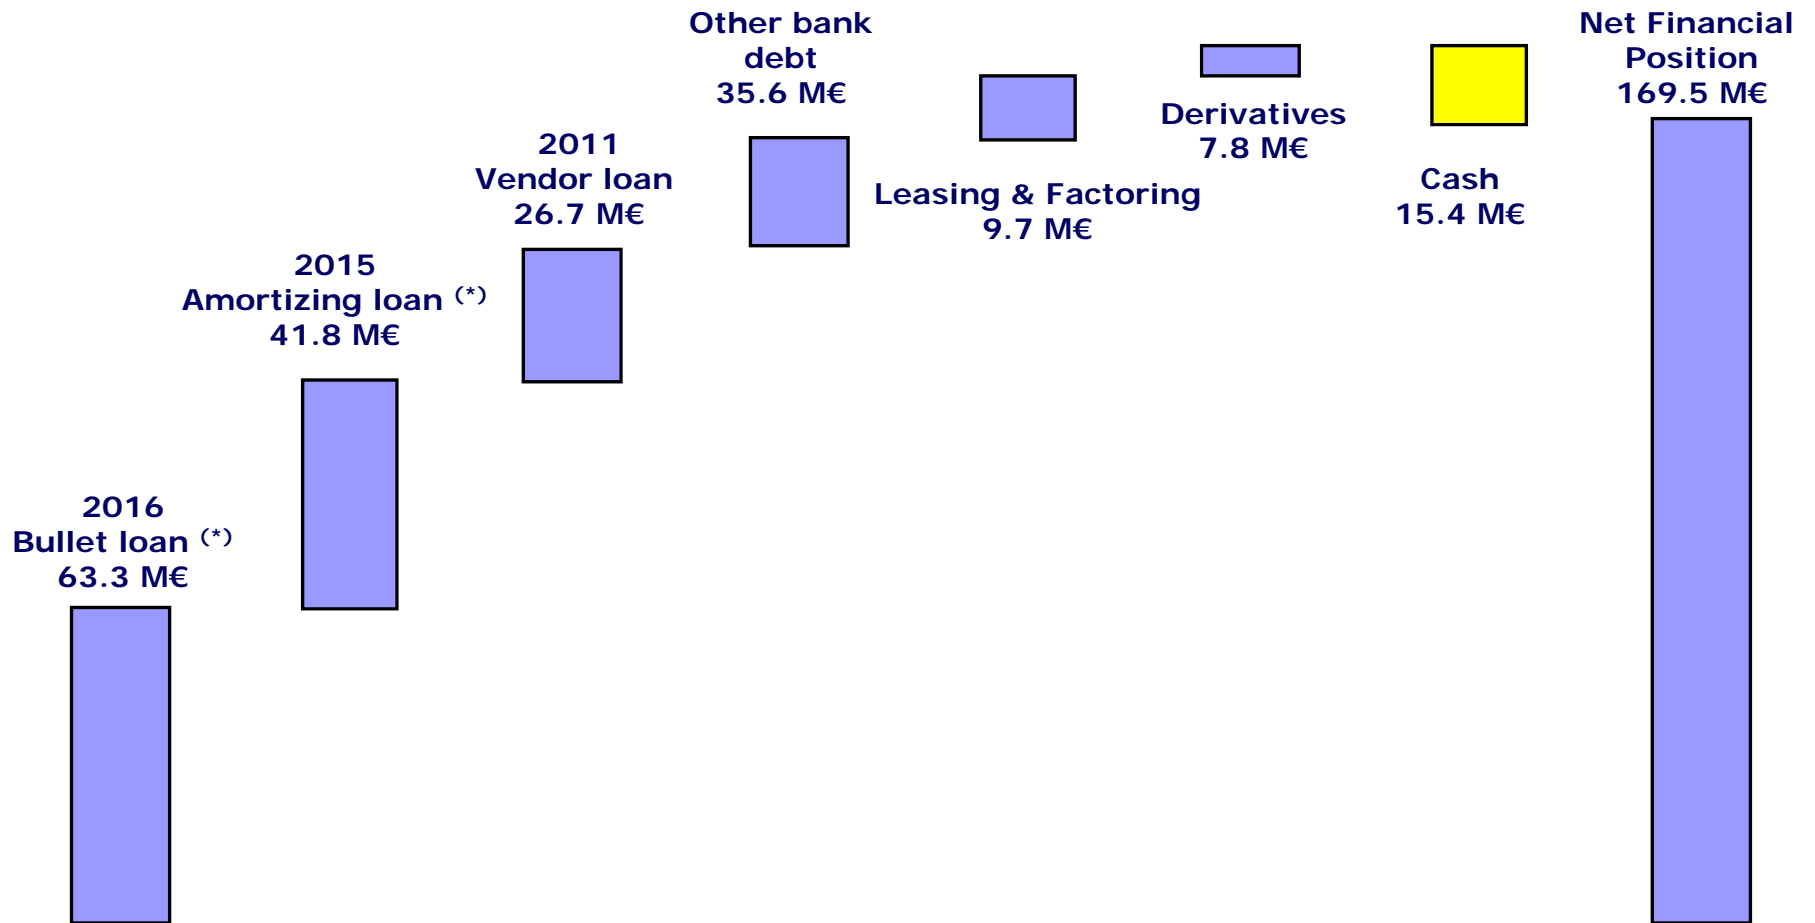 2016
Bullet loan (*)
63.3 M€
2015
Amortizing loan (*)
41.8 M€
2011
Vendor loan
26.7 M€
Other bank
debt
35.6 M€
Leasing & Factoring
9.7 M€
Derivatives
7.8 M€
Cash
15.4 M€
Net Financial
Position
169.5 M€